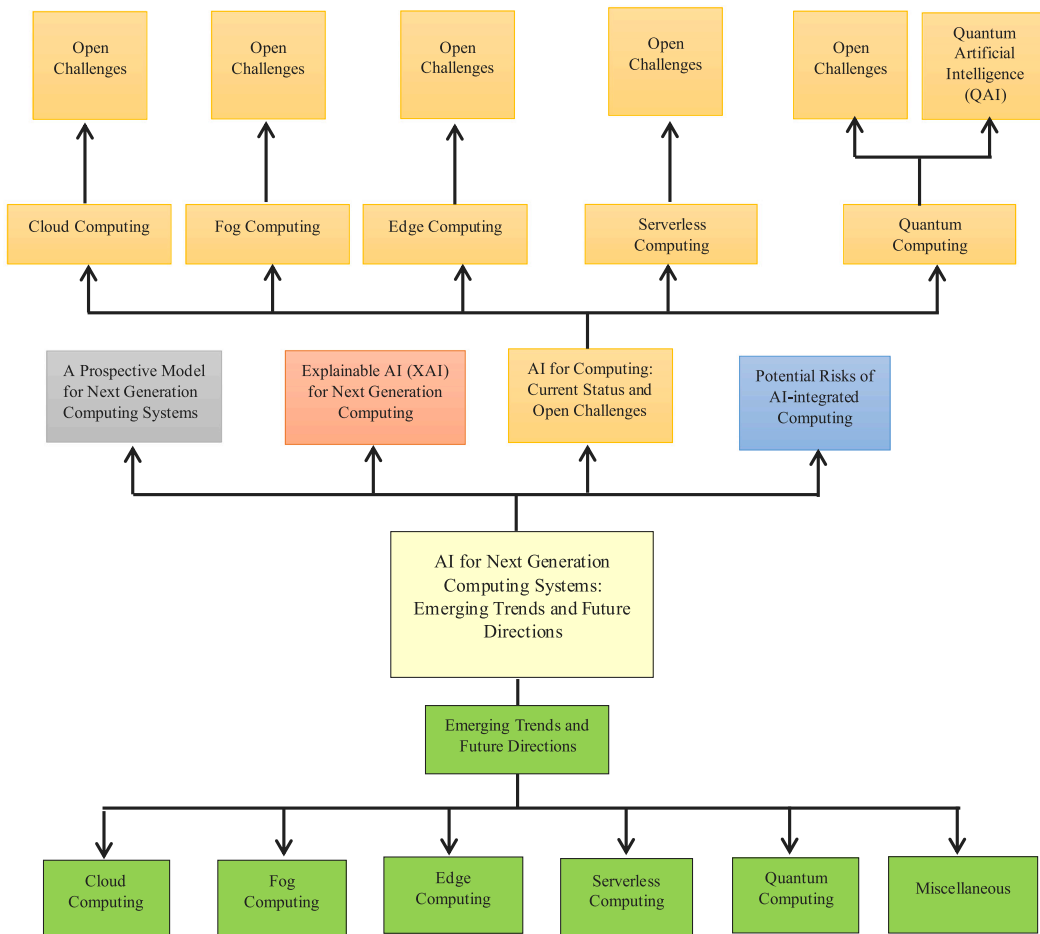 Open
Challenges
Open
Challenges
Open
Challenges
Open
Challenges
Open
Challenges
Quantum
Artificial
Intelligence
(QAI)
Cloud Computing
Fog Computing
Edge Computing
Serverless
Computing
Quantum
Computing
A Prospective Model
for Next Generation
Computing Systems
Explainable AI (XAI)
for Next Generation
Computing
AI for Computing:
Current Status and
Open Challenges
Potential Risks of
AI-integrated
Computing
AI for Next Generation
Computing Systems:
Emerging Trends and Future
Directions
Emerging Trends and
Future Directions
Cloud
Computing
Fog
Computing
Edge
Computing
Serverless
Computing
Quantum
Computing
Miscellaneous